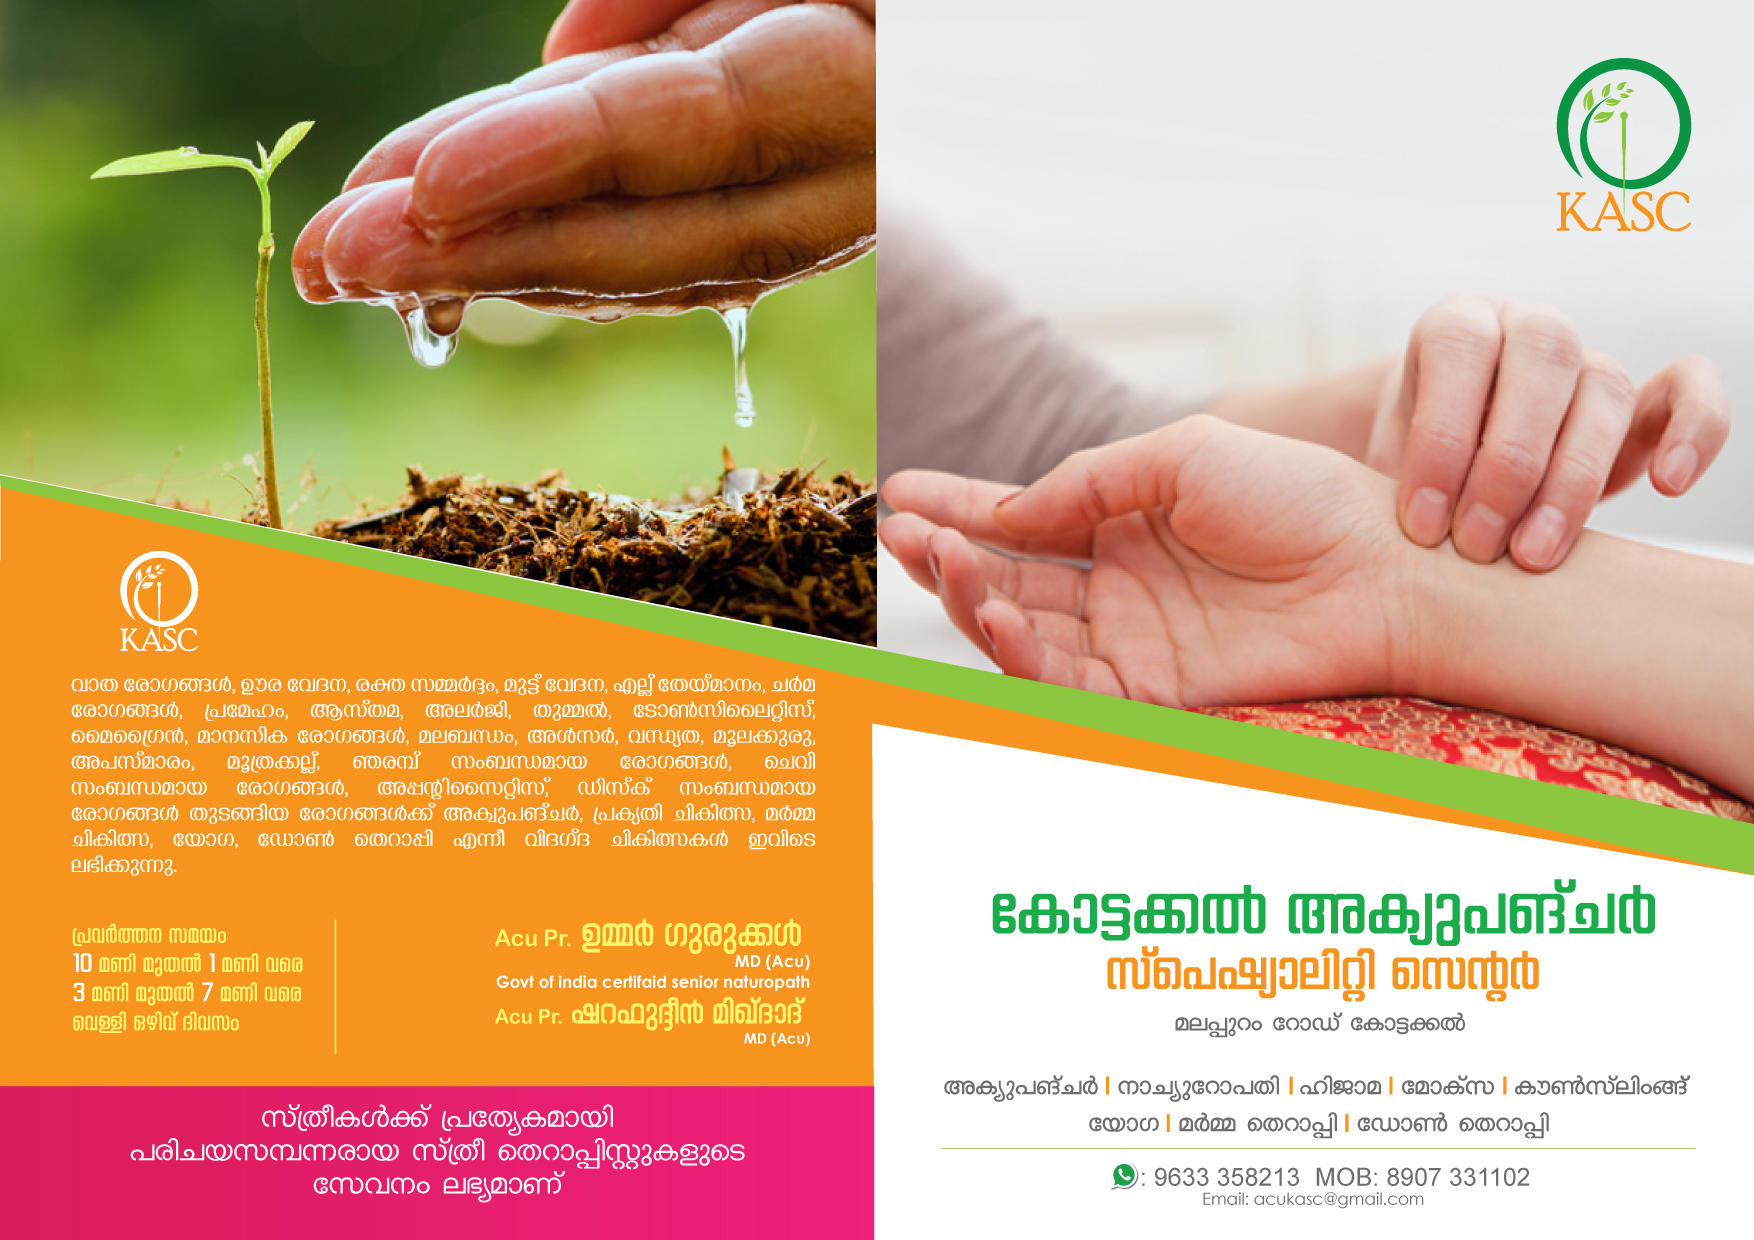 KASC
വാത രോഗങ്ങൾ, ഊര വേദന, രക്ത സമ്മർദ്ദം, മുട്ട് വേദന, എല്ല് തേയ്മാനം, ചർമ
രോഗങ്ങൾ, പ്രമേഹം, ആസ്തമ, അലർജി, തുമ്മൽ, ടോൺസിലൈറ്റിസ്,
മൈഗ്രൈൻ, മാനസിക രോഗങ്ങൾ, മലബന്ധം, അൾസർ, വന്ധ്യത, മൂലക്കുരു,
അപസ്മാരം, മൂത്രക്കല്ല്, ഞരമ്പ് സംബന്ധമായ രോഗങ്ങൾ, ചെവി
സംബന്ധമായ രോഗങ്ങൾ, അപ്പന്റിസൈറ്റിസ്, ഡിസ്ക് സംബന്ധമായ
രോഗങ്ങൾ തുടങ്ങിയ രോഗങ്ങൾക്ക് അക്വുപങ്ചർ, പ്രകൃതി ചികിത്സ, മർമ്മ
ചികിത്സ, യോഗ, ഡോൺ തെറാപ്പി എന്നീ വിദഗ്ദ ചികിത്സകൾ ഇവിടെ
ലഭിക്കുന്നു.
പ്രവർത്തന സമയം
10 മണി മുതൽ 1 മണി വരെ
3 മണി മുതൽ 7 മണി വരെ
വെള്ളി ഒഴിവ് ദിവസം
Acu Pr. ഉമ്മർ ഗുരുക്കൾ
MD (Acu)
Govt of india certifaid senior naturopath
Acu Pr. ഷറഫുദ്ദീൻ മിഖ്ദാദ്
MD (Acu)
സ്ത്രീകൾക്ക് പ്രത്യേകമായി
പരിചയസമ്പന്നരായ സ്ത്രീ തെറാപ്പിസ്റ്റുകളുടെ
സേവനം ലഭ്യമാണ്
KASC
കോട്ടക്കൽ അക്യുപങ്ചർ
സ്പെഷ്യാലിറ്റി സെന്റർ
മലപ്പുറം റോഡ് കോട്ടക്കൽ
അക്യുപങ്ചർ | നാച്യുറോപതി | ഹിജാമ | മോക്സ | കൗൺസ്ലിംങ്ങ്
യോഗ | മർമ്മ തെറാപ്പി | ഡോൺ തെറാപ്പി
: 9633 358213 MOB: 8907 331102
Email: acukasc@gmail.com